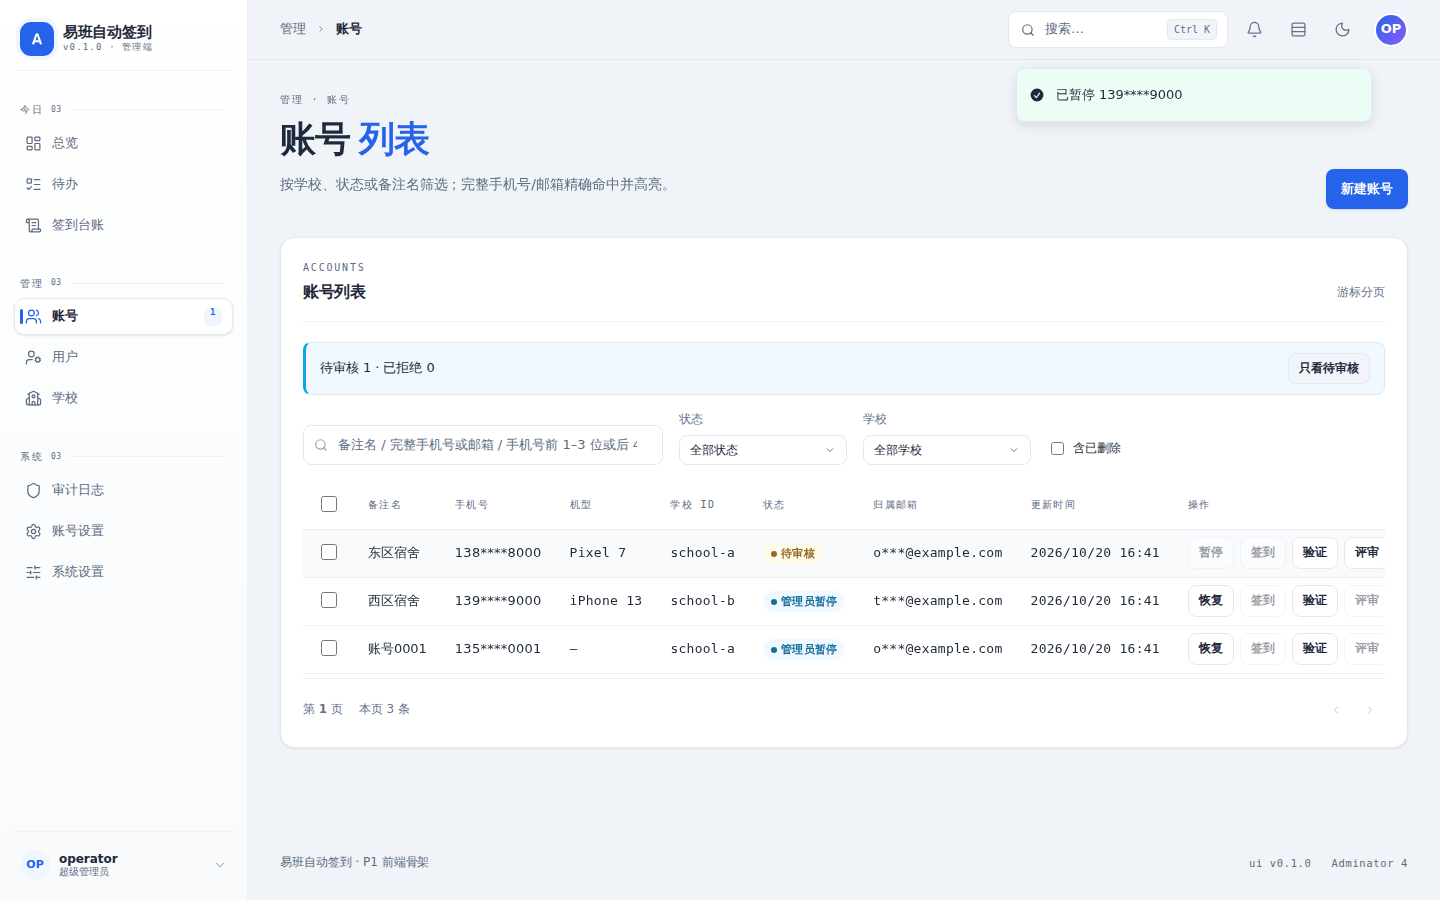 A
易班自动签到
v0.1.0 · 管理端
今日 03
总览
待办
签到台账
管理 03
账号 1
用户
学校
系统 03
审计日志
账号设置
系统设置
OP
operator
超级管理员
管理 › 账号
搜索… Ctrl K
OP
已暂停 139****9000
管理 · 账号
账号 列表
按学校、状态或备注名筛选；完整手机号/邮箱精确命中并高亮。
新建账号
ACCOUNTS
账号列表
游标分页
待审核 1 · 已拒绝 0
只看待审核
状态
学校
备注名 / 完整手机号或邮箱 / 手机号前 1–3 位或后
全部状态
全部学校
含已删除
备注名 手机号 机型 学校 ID 状态 归属邮箱 更新时间 操作
东区宿舍 138****8000 Pixel 7 school-a 待审核 o***@example.com 2026/10/20 16:41 暂停 签到 验证 评审
西区宿舍 139****9000 iPhone 13 school-b 管理员暂停 t***@example.com 2026/10/20 16:41 恢复 签到 验证 评审
账号0001 135****0001 — school-a 管理员暂停 o***@example.com 2026/10/20 16:41 恢复 签到 验证 评审
第 1 页 本页 3 条
‹ ›
易班自动签到 · P1 前端骨架
ui v0.1.0 Adminator 4